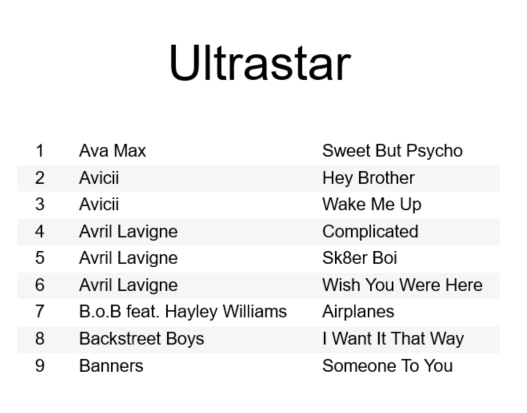 Ultrastar
1 Ava Max Sweet But Psycho
2 Avicii Hey Brother
3 Avicii Wake Me Up
4 Avril Lavigne Complicated
5 Avril Lavigne Sk8er Boi
6 Avril Lavigne Wish You Were Here
7 B.o.B feat. Hayley Williams Airplanes
8 Backstreet Boys I Want It That Way
9 Banners Someone To You